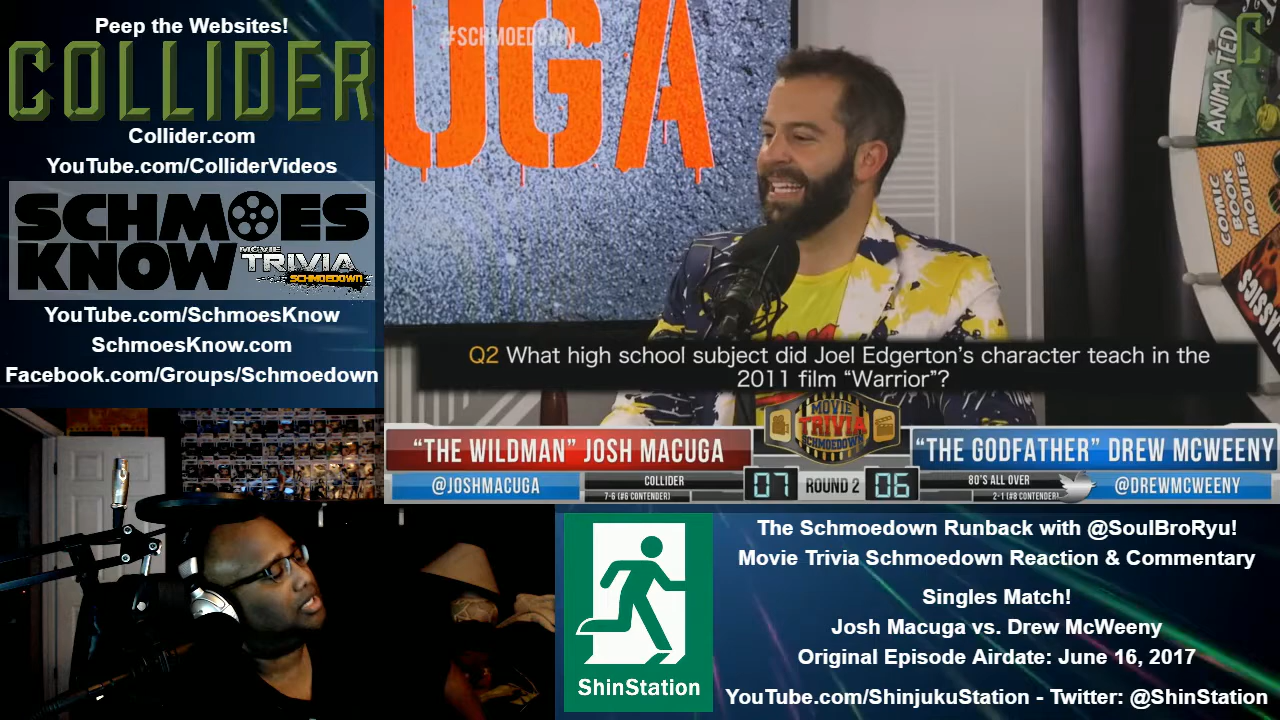 Peep the Websites!
COLLIDER
Collider.com
YouTube.com/ColliderVideos
SCHMOES
KNOW
MOVIE
TRIVIA
SCHMOEDOWN
YouTube.com/SchmoesKnow
SchmoesKnow.com
Facebook.com/Groups/Schmoedown
#SCHMOEDOWN
UGA
C
ANIMATED
COMIC
BOOK
MOVIES
CLASSICS
Q2 What high school subject did Joel Edgerton's character teach in the
2011 film “Warrior”?
MOVIE
TRIVIA
SCHMOEDOWN
“THE WILDMAN” JOSH MACUGA
“THE GODFATHER” DREW MCWEENY
@JOSHMACUGA
COLLIDER
7-6 (#6 CONTENDER)
07
ROUND 2
06
80'S ALL OVER
2-1 (#8 CONTENDER)
@DREWMCWEENY
ShinStation
The Schmoedown Runback with @SoulBroRyu!
Movie Trivia Schmoedown Reaction & Commentary
Singles Match!
Josh Macuga vs. Drew McWeeny
Original Episode Airdate: June 16, 2017
YouTube.com/ShinjukuStation - Twitter: @ShinStation